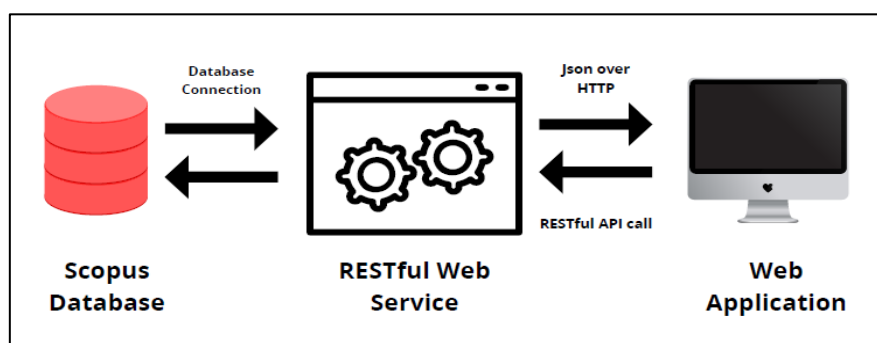 Database
Connection
Json over
HTTP
RESTful API call
Scopus
Database
RESTful Web
Service
Web
Application